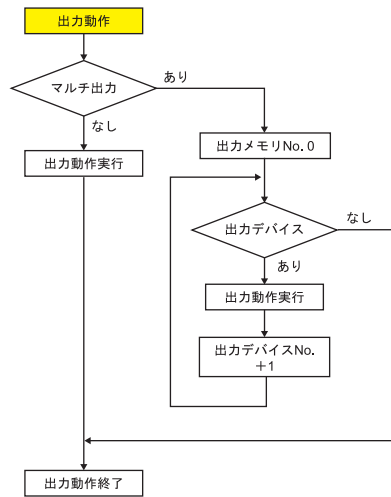 出力動作
マルチ出力
あり
なし
出力動作実行
出力メモリNo.0
出力デバイス
なし
あり
出力動作実行
出力デバイスNo.
+1
出力動作終了